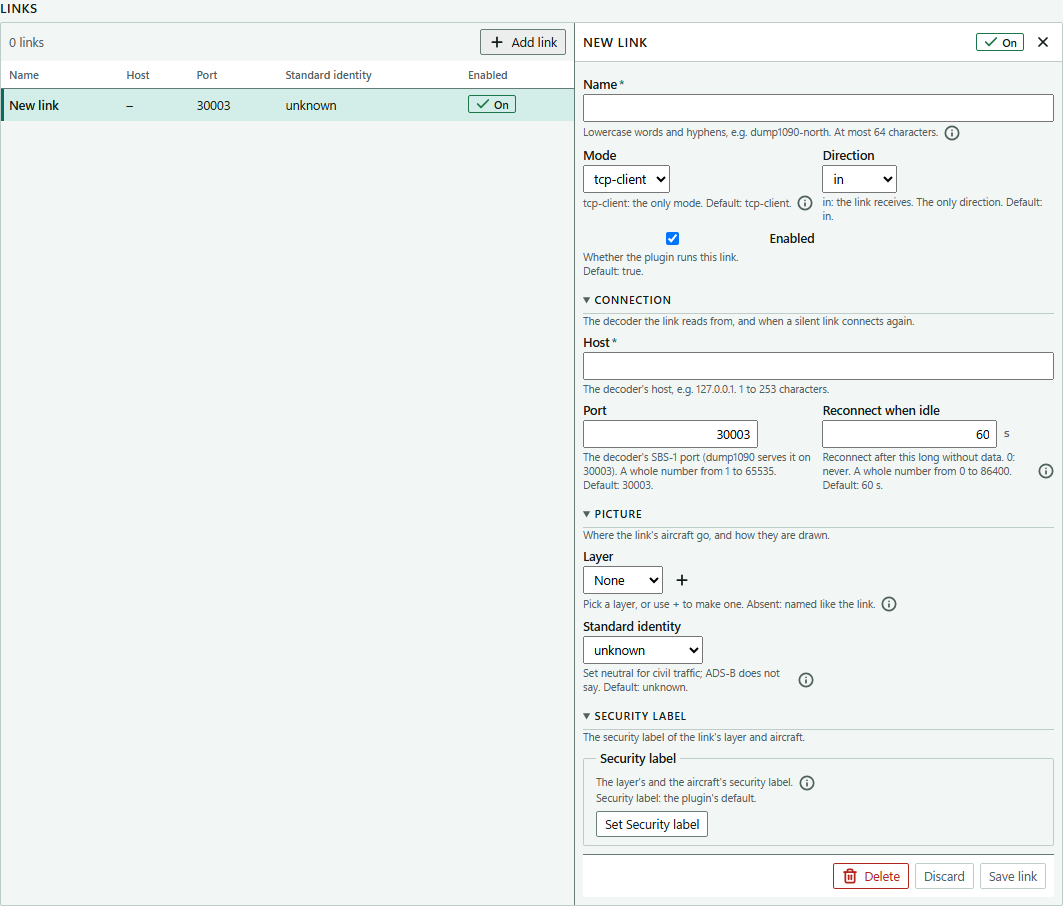 LINKS
0 links
Add link
Name Host Port Standard identity Enabled
New link – 30003 unknown On
NEW LINK On
Name*
Lowercase words and hyphens, e.g. dump1090-north. At most 64 characters.
Mode Direction
tcp-client in
tcp-client: the only mode. Default: tcp-client.
in: the link receives. The only direction. Default:
in.
Enabled
Whether the plugin runs this link.
Default: true.
CONNECTION
The decoder the link reads from, and when a silent link connects again.
Host*
The decoder's host, e.g. 127.0.0.1. 1 to 253 characters.
Port
30003
The decoder's SBS-1 port (dump1090 serves it on
30003). A whole number from 1 to 65535.
Default: 30003.
Reconnect when idle
60 s
Reconnect after this long without data. 0:
never. A whole number from 0 to 86400.
Default: 60 s.
PICTURE
Where the link's aircraft go, and how they are drawn.
Layer
None +
Pick a layer, or use + to make one. Absent: named like the link.
Standard identity
unknown
Set neutral for civil traffic; ADS-B does not
say. Default: unknown.
SECURITY LABEL
The security label of the link's layer and aircraft.
Security label
The layer's and the aircraft's security label.
Security label: the plugin's default.
Set Security label
Delete Discard Save link